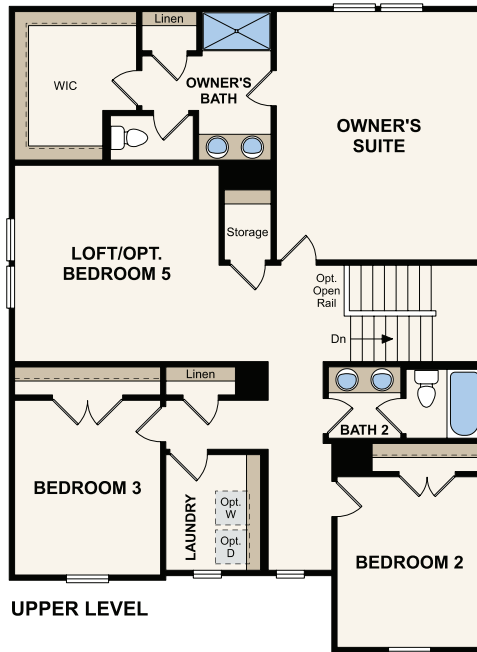 Linen
WIC
OWNER'S
BATH
OWNER'S
SUITE
Storage
LOFT/OPT.
BEDROOM 5
Opt.
Open
Rail
Dn
Linen
BATH 2
BEDROOM 3
LAUNDRY
Opt.
W
Opt.
D
BEDROOM 2
UPPER LEVEL